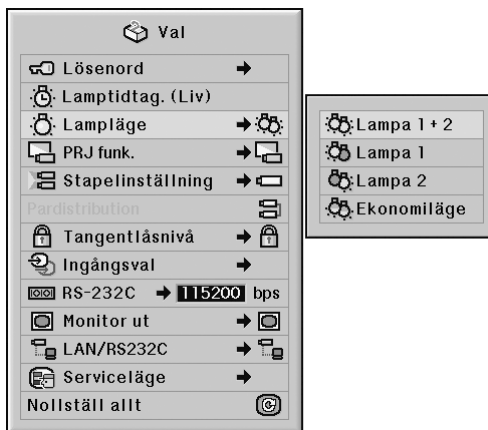 Val
Lösenord
Lamptidtag. (Liv)
Lampläge
PRJ funk.
Stapelinställning
Pardistribution
Tangentlåsnivå
Ingångsval
RS-232C 115200 bps
Monitor ut
LAN/RS232C
Serviceläge
Nollställ allt
Lampa 1 + 2
Lampa 1
Lampa 2
Ekonomiläge